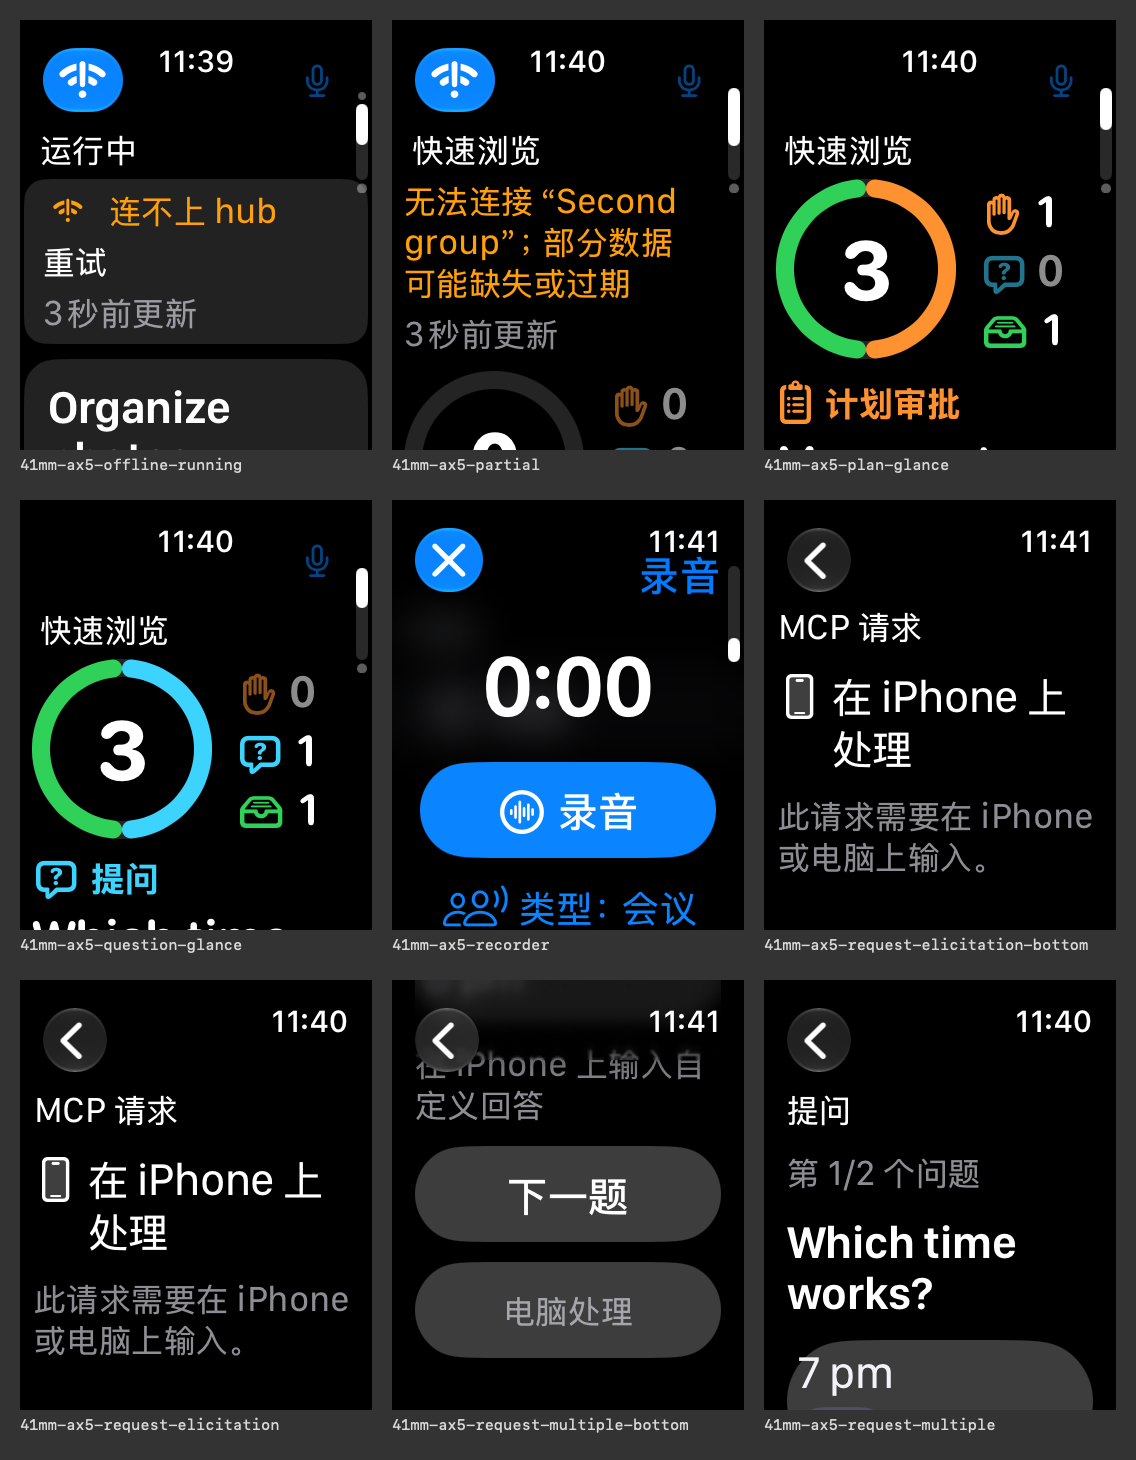 11:39
运行中
连不上 hub
重试
3秒前更新
Organize
41mm-ax5-offline-running
11:40
快速浏览
无法连接 “Second
group”；部分数据
可能缺失或过期
3秒前更新
0
41mm-ax5-partial
11:40
快速浏览
3
1
0
1
计划审批
41mm-ax5-plan-glance
11:40
快速浏览
3
0
1
1
提问
Which time
41mm-ax5-question-glance
11:41
录音
0:00
录音
类型：会议
41mm-ax5-recorder
11:41
MCP 请求
在 iPhone 上
处理
此请求需要在 iPhone
或电脑上输入。
41mm-ax5-request-elicitation-bottom
11:40
MCP 请求
在 iPhone 上
处理
此请求需要在 iPhone
或电脑上输入。
41mm-ax5-request-elicitation
11:41
在 iPhone 上输入自
定义回答
下一题
电脑处理
41mm-ax5-request-multiple-bottom
11:40
提问
第 1/2 个问题
Which time
works?
7 pm
41mm-ax5-request-multiple